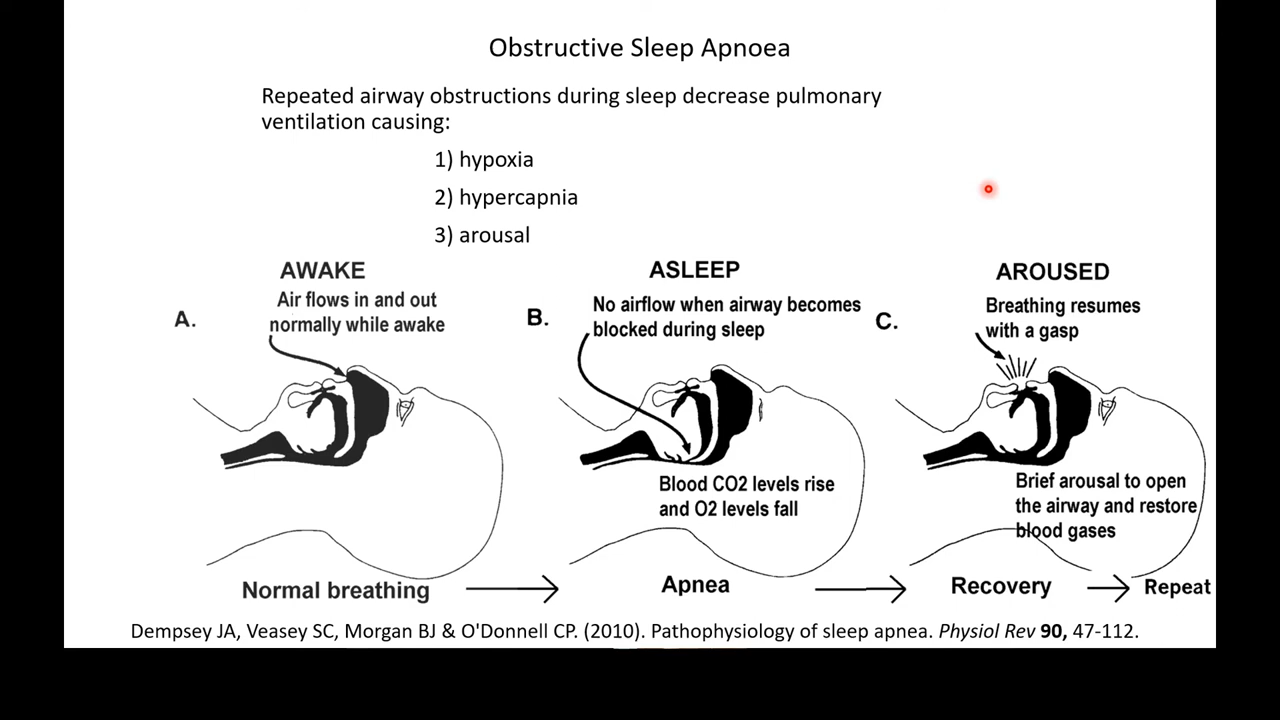 Obstructive Sleep Apnoea
Repeated airway obstructions during sleep decrease pulmonary
ventilation causing:
1) hypoxia
2) hypercapnia
3) arousal
AWAKE
Air flows in and out
normally while awake
A.
ASLEEP
No airflow when airway becomes
blocked during sleep
B.
Blood CO2 levels rise
and O2 levels fall
AROUSED
Breathing resumes
with a gasp
C.
Brief arousal to open
the airway and restore
blood gases
Normal breathing
Apnea
Recovery
Repeat
Dempsey JA, Veasey SC, Morgan BJ & O'Donnell CP. (2010). Pathophysiology of sleep apnea. Physiol Rev 90, 47-112.